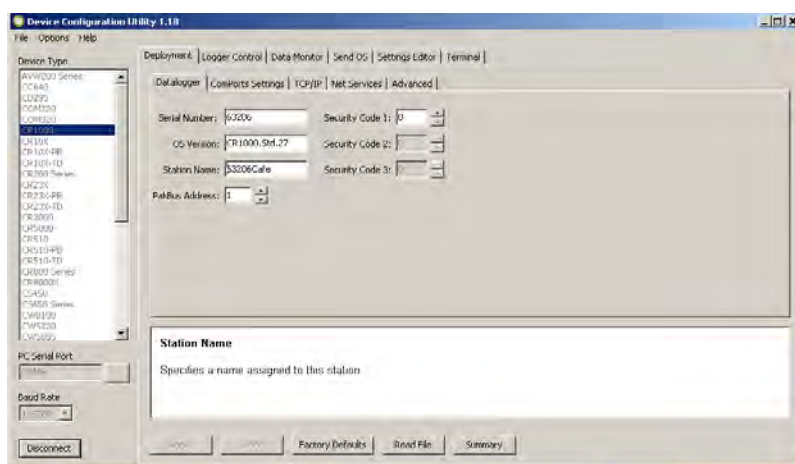 Device Configuration Utility 1.18
File Options Help
Device Type
AVW200 Series
CC640
CD295
COM220
COM320
CR1000
CR10X
CR10X-PB
CR10X-TD
CR200 Series
CR23X
CR23X-PB
CR23X-TD
CR3000
CR5000
CR510
CR510-PB
CR510-TD
CR800 Series
CR9000X
CS450
CS456 Series
CW0100
CWS220
PC Serial Port
Baud Rate
Disconnect
Deployment Logger Control Data Monitor Send OS Settings Editor Terminal
Datalogger ComPorts Settings TCP/IP Net Services Advanced
Serial Number: 63206 Security Code 1: 0
OS Version: CR1000.Std.27 Security Code 2:
Station Name: 53206Cafe Security Code 3:
PakBus Address: 1
Station Name
Specifies a name assigned to this station.
Factory Defaults Read File Summary